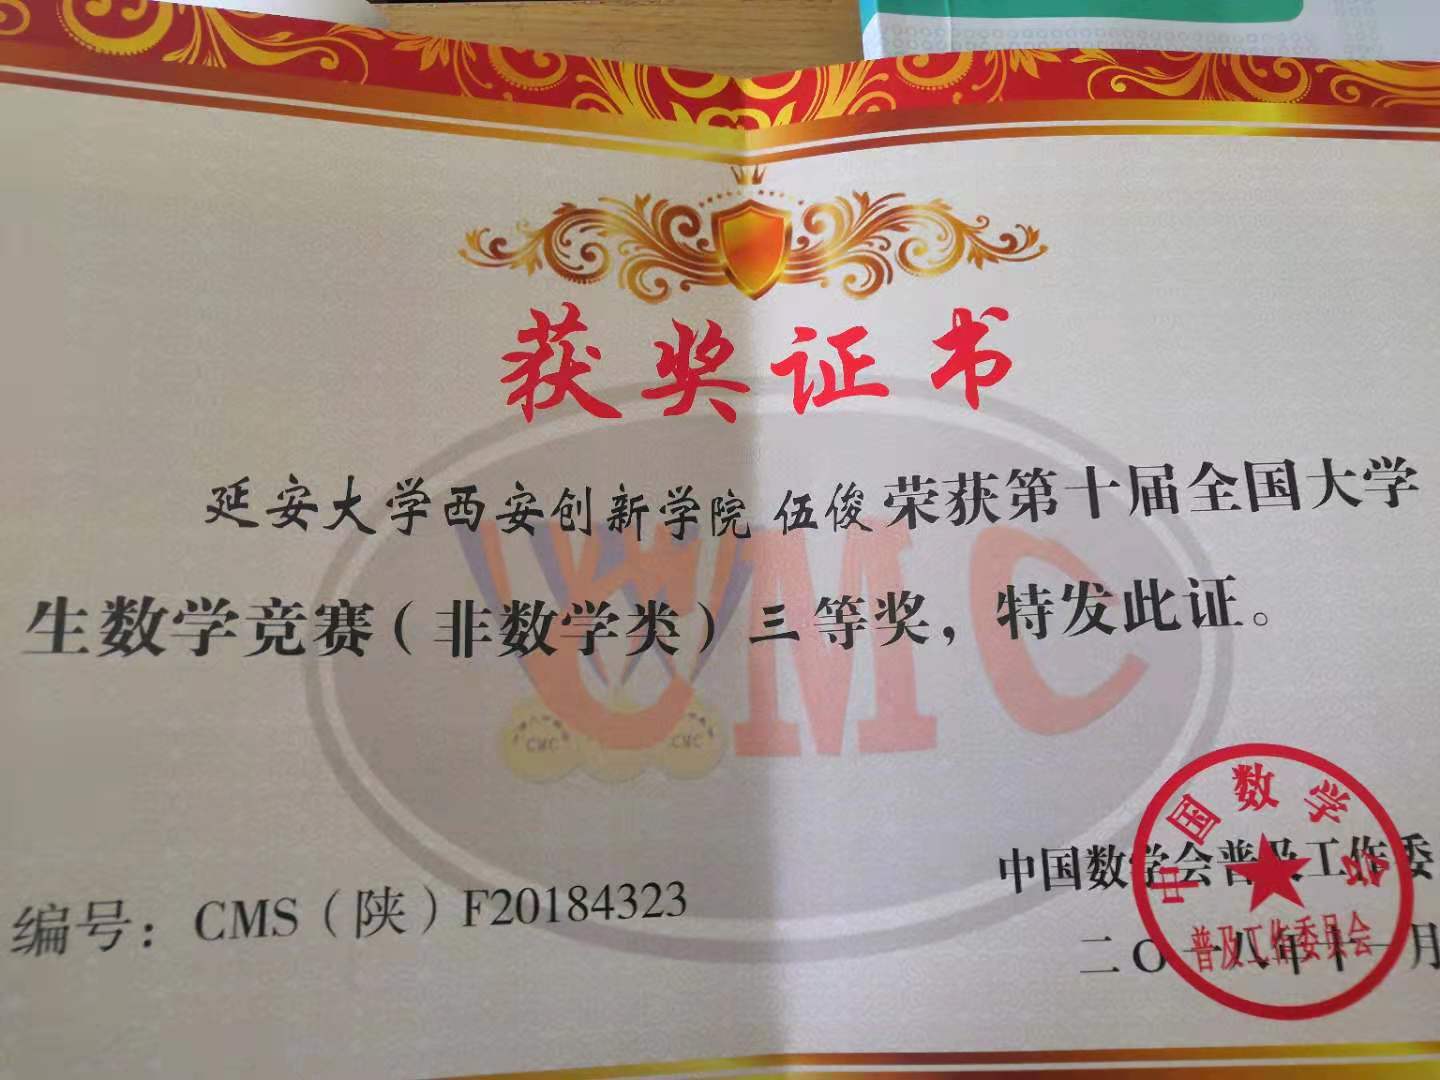 获奖证书
延安大学西安创新学院 伍俊 荣获第十届全国大学
生数学竞赛（非数学类）三等奖，特发此证。
CMC
CMC
CMC
编号：CMS（陕）F20184323
中国数学会普及工作委
二〇一八年十一月
中国数学会
普及工作委员会